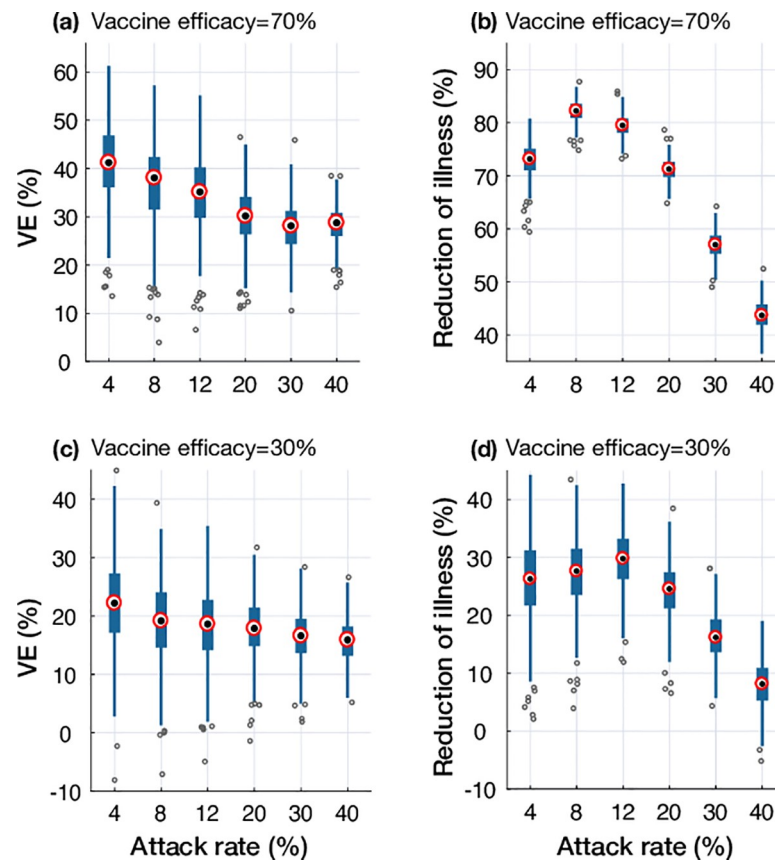 (a) Vaccine efficacy=70%
VE (%)
60
50
40
30
20
10
0
4 8 12 20 30 40
(b) Vaccine efficacy=70%
Reduction of illness (%)
90
80
70
60
50
40
4 8 12 20 30 40
(c) Vaccine efficacy=30%
VE (%)
40
30
20
10
0
-10
4 8 12 20 30 40
Attack rate (%)
(d) Vaccine efficacy=30%
Reduction of illness (%)
40
30
20
10
0
-10
4 8 12 20 30 40
Attack rate (%)